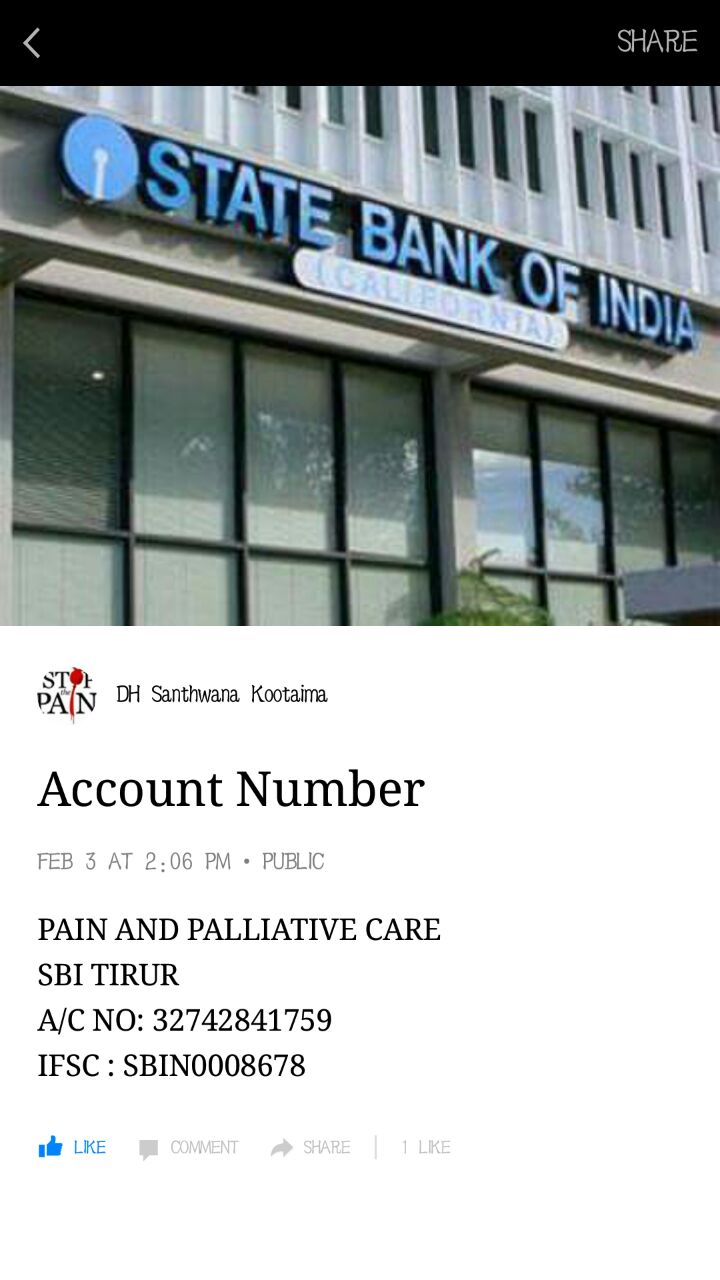 SHARE
STATE BANK OF INDIA
(CALIFORNIA)
STOP
the
PAIN
DH Santhwana Kootaima
Account Number
FEB 3 AT 2:06 PM • PUBLIC
PAIN AND PALLIATIVE CARE
SBI TIRUR
A/C NO: 32742841759
IFSC : SBIN0008678
LIKE COMMENT SHARE | 1 LIKE